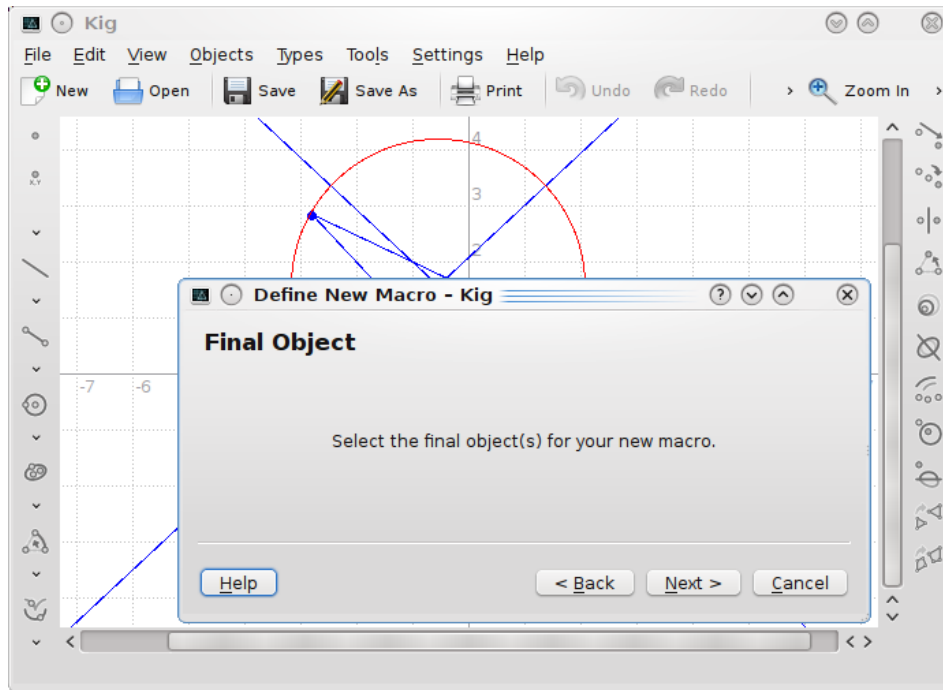 Kig
File Edit View Objects Types Tools Settings Help
New Open Save Save As Print Undo Redo > Zoom In >
X,Y
4
3
2
Define New Macro – Kig
Final Object
-7 -6
Select the final object(s) for your new macro.
Help < Back Next > Cancel